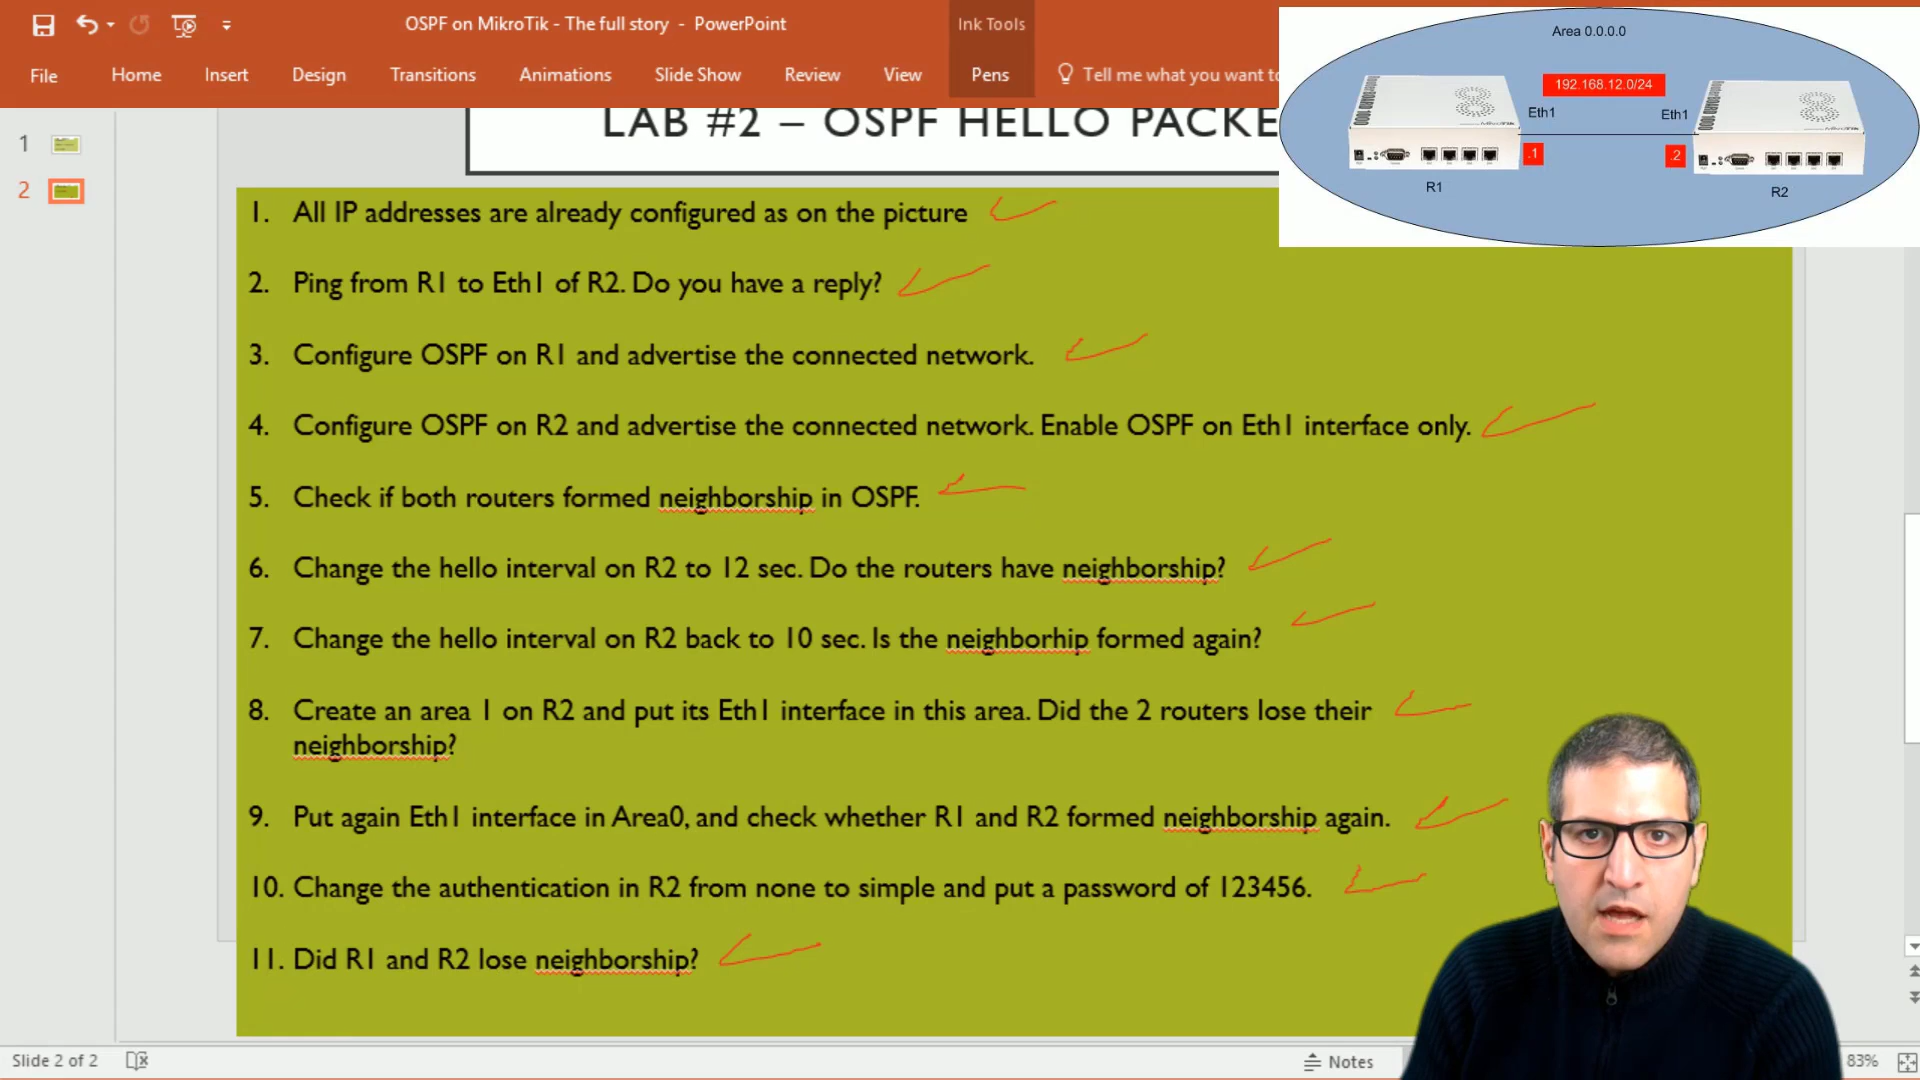 OSPF on MikroTik - The full story - PowerPoint
Ink Tools
File Home Insert Design Transitions Animations Slide Show Review View Pens Tell me what you want to
Area 0.0.0.0
192.168.12.0/24
Eth1
Eth1
.1
.2
R1
R2
1
2
LAB #2 – OSPF HELLO PACKE
1. All IP addresses are already configured as on the picture
2. Ping from R1 to Eth1 of R2. Do you have a reply?
3. Configure OSPF on R1 and advertise the connected network.
4. Configure OSPF on R2 and advertise the connected network. Enable OSPF on Eth1 interface only.
5. Check if both routers formed neighborship in OSPF.
6. Change the hello interval on R2 to 12 sec. Do the routers have neighborship?
7. Change the hello interval on R2 back to 10 sec. Is the neighborhip formed again?
8. Create an area 1 on R2 and put its Eth1 interface in this area. Did the 2 routers lose their
neighborship?
9. Put again Eth1 interface in Area0, and check whether R1 and R2 formed neighborship again.
10. Change the authentication in R2 from none to simple and put a password of 123456.
11. Did R1 and R2 lose neighborship?
Slide 2 of 2
Notes
83%